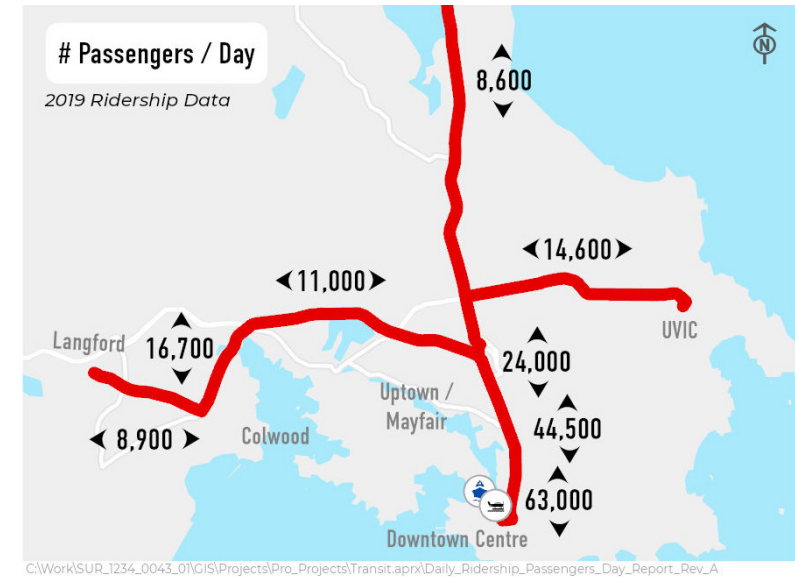 # Passengers / Day
2019 Ridership Data
N
8,600
14,600
11,000
Langford
16,700
UVIC
24,000
Uptown /
Mayfair
44,500
8,900
Colwood
63,000
Downtown Centre
C:\Work\SUR_1234_0043_01\GIS\Projects\Pro_Projects\Transit.aprx\Daily_Ridership_Passengers_Day_Report_Rev_A